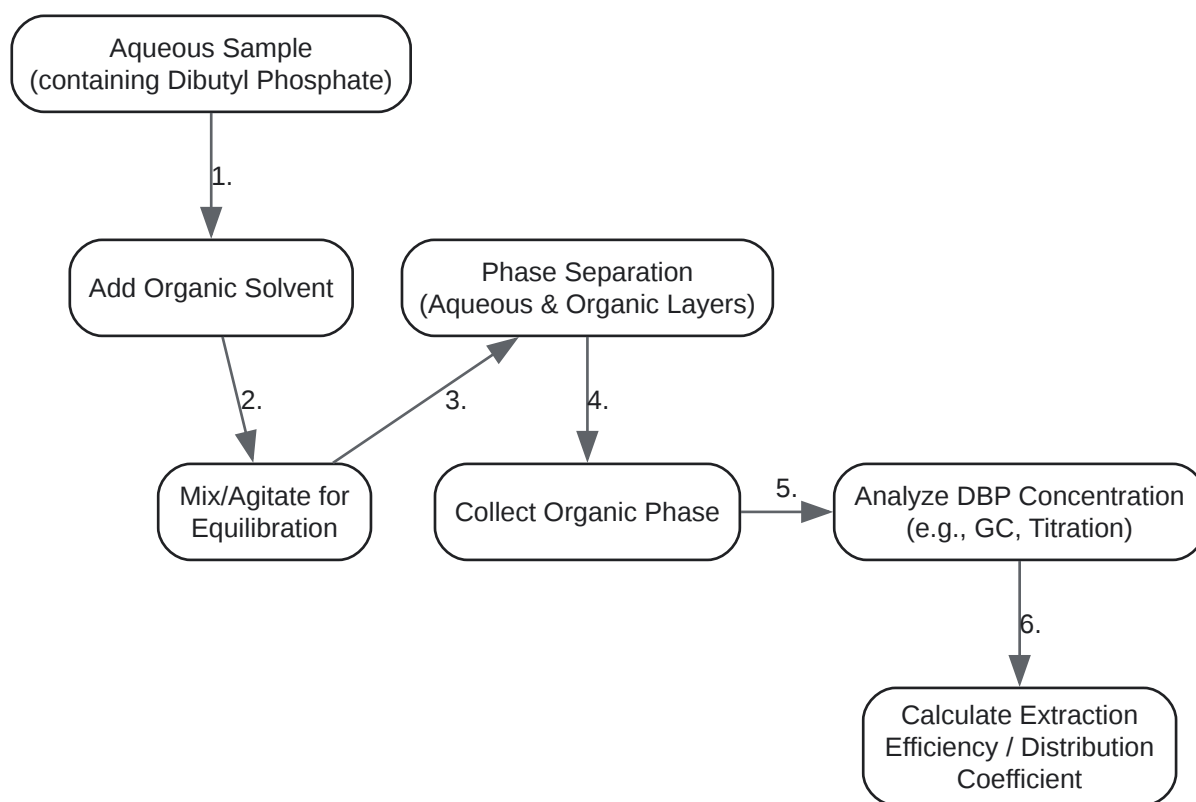 Aqueous Sample
(containing Dibutyl Phosphate)
1.
Add Organic Solvent
2.
Mix/Agitate for
Equilibration
3.
Phase Separation
(Aqueous & Organic Layers)
4.
Collect Organic Phase
5.
Analyze DBP Concentration
(e.g., GC, Titration)
6.
Calculate Extraction
Efficiency / Distribution
Coefficient